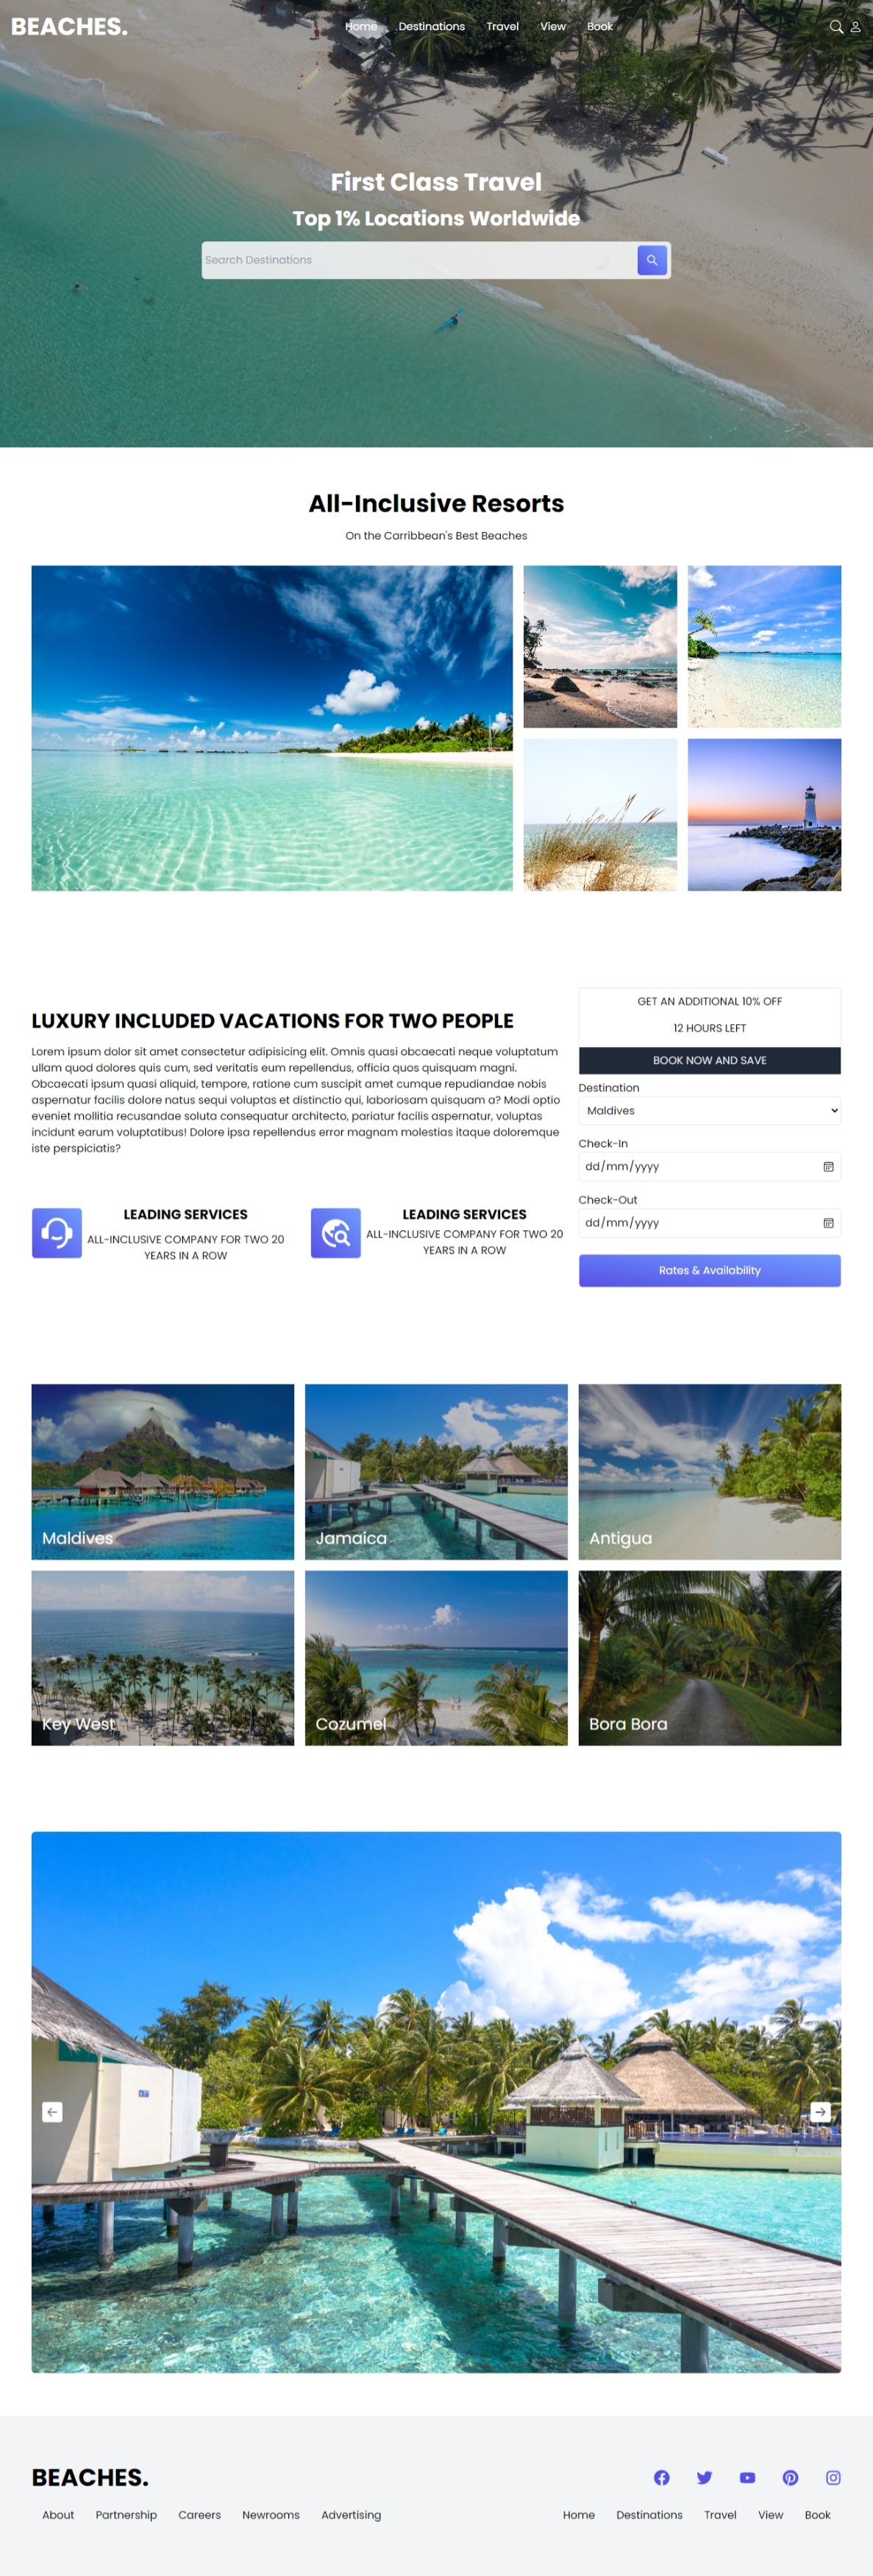 BEACHES.
Home Destinations Travel View Book
First Class Travel
Top 1% Locations Worldwide
Search Destinations
All-Inclusive Resorts
On the Carribbean's Best Beaches
LUXURY INCLUDED VACATIONS FOR TWO PEOPLE
Lorem ipsum dolor sit amet consectetur adipisicing elit. Omnis quasi obcaecati neque voluptatum
ullam quod dolores quis cum, sed veritatis eum repellendus, officia quos quisquam magni.
Obcaecati ipsum quasi aliquid, tempore, ratione cum suscipit amet cumque repudiandae nobis
aspernatur facilis dolore natus sequi voluptas et distinctio qui, laboriosam quisquam a? Modi optio
eveniet mollitia recusandae soluta consequatur architecto, pariatur facilis aspernatur, voluptas
incidunt earum voluptatibus! Dolore ipsa repellendus error magnam molestias itaque doloremque
iste perspiciatis?
LEADING SERVICES
ALL-INCLUSIVE COMPANY FOR TWO 20
YEARS IN A ROW
LEADING SERVICES
ALL-INCLUSIVE COMPANY FOR TWO 20
YEARS IN A ROW
GET AN ADDITIONAL 10% OFF
12 HOURS LEFT
BOOK NOW AND SAVE
Destination
Maldives
Check-In
dd/mm/yyyy
Check-Out
dd/mm/yyyy
Rates & Availability
Maldives
Jamaica
Antigua
Key West
Cozumel
Bora Bora
BEACHES.
About Partnership Careers Newrooms Advertising
Home Destinations Travel View Book